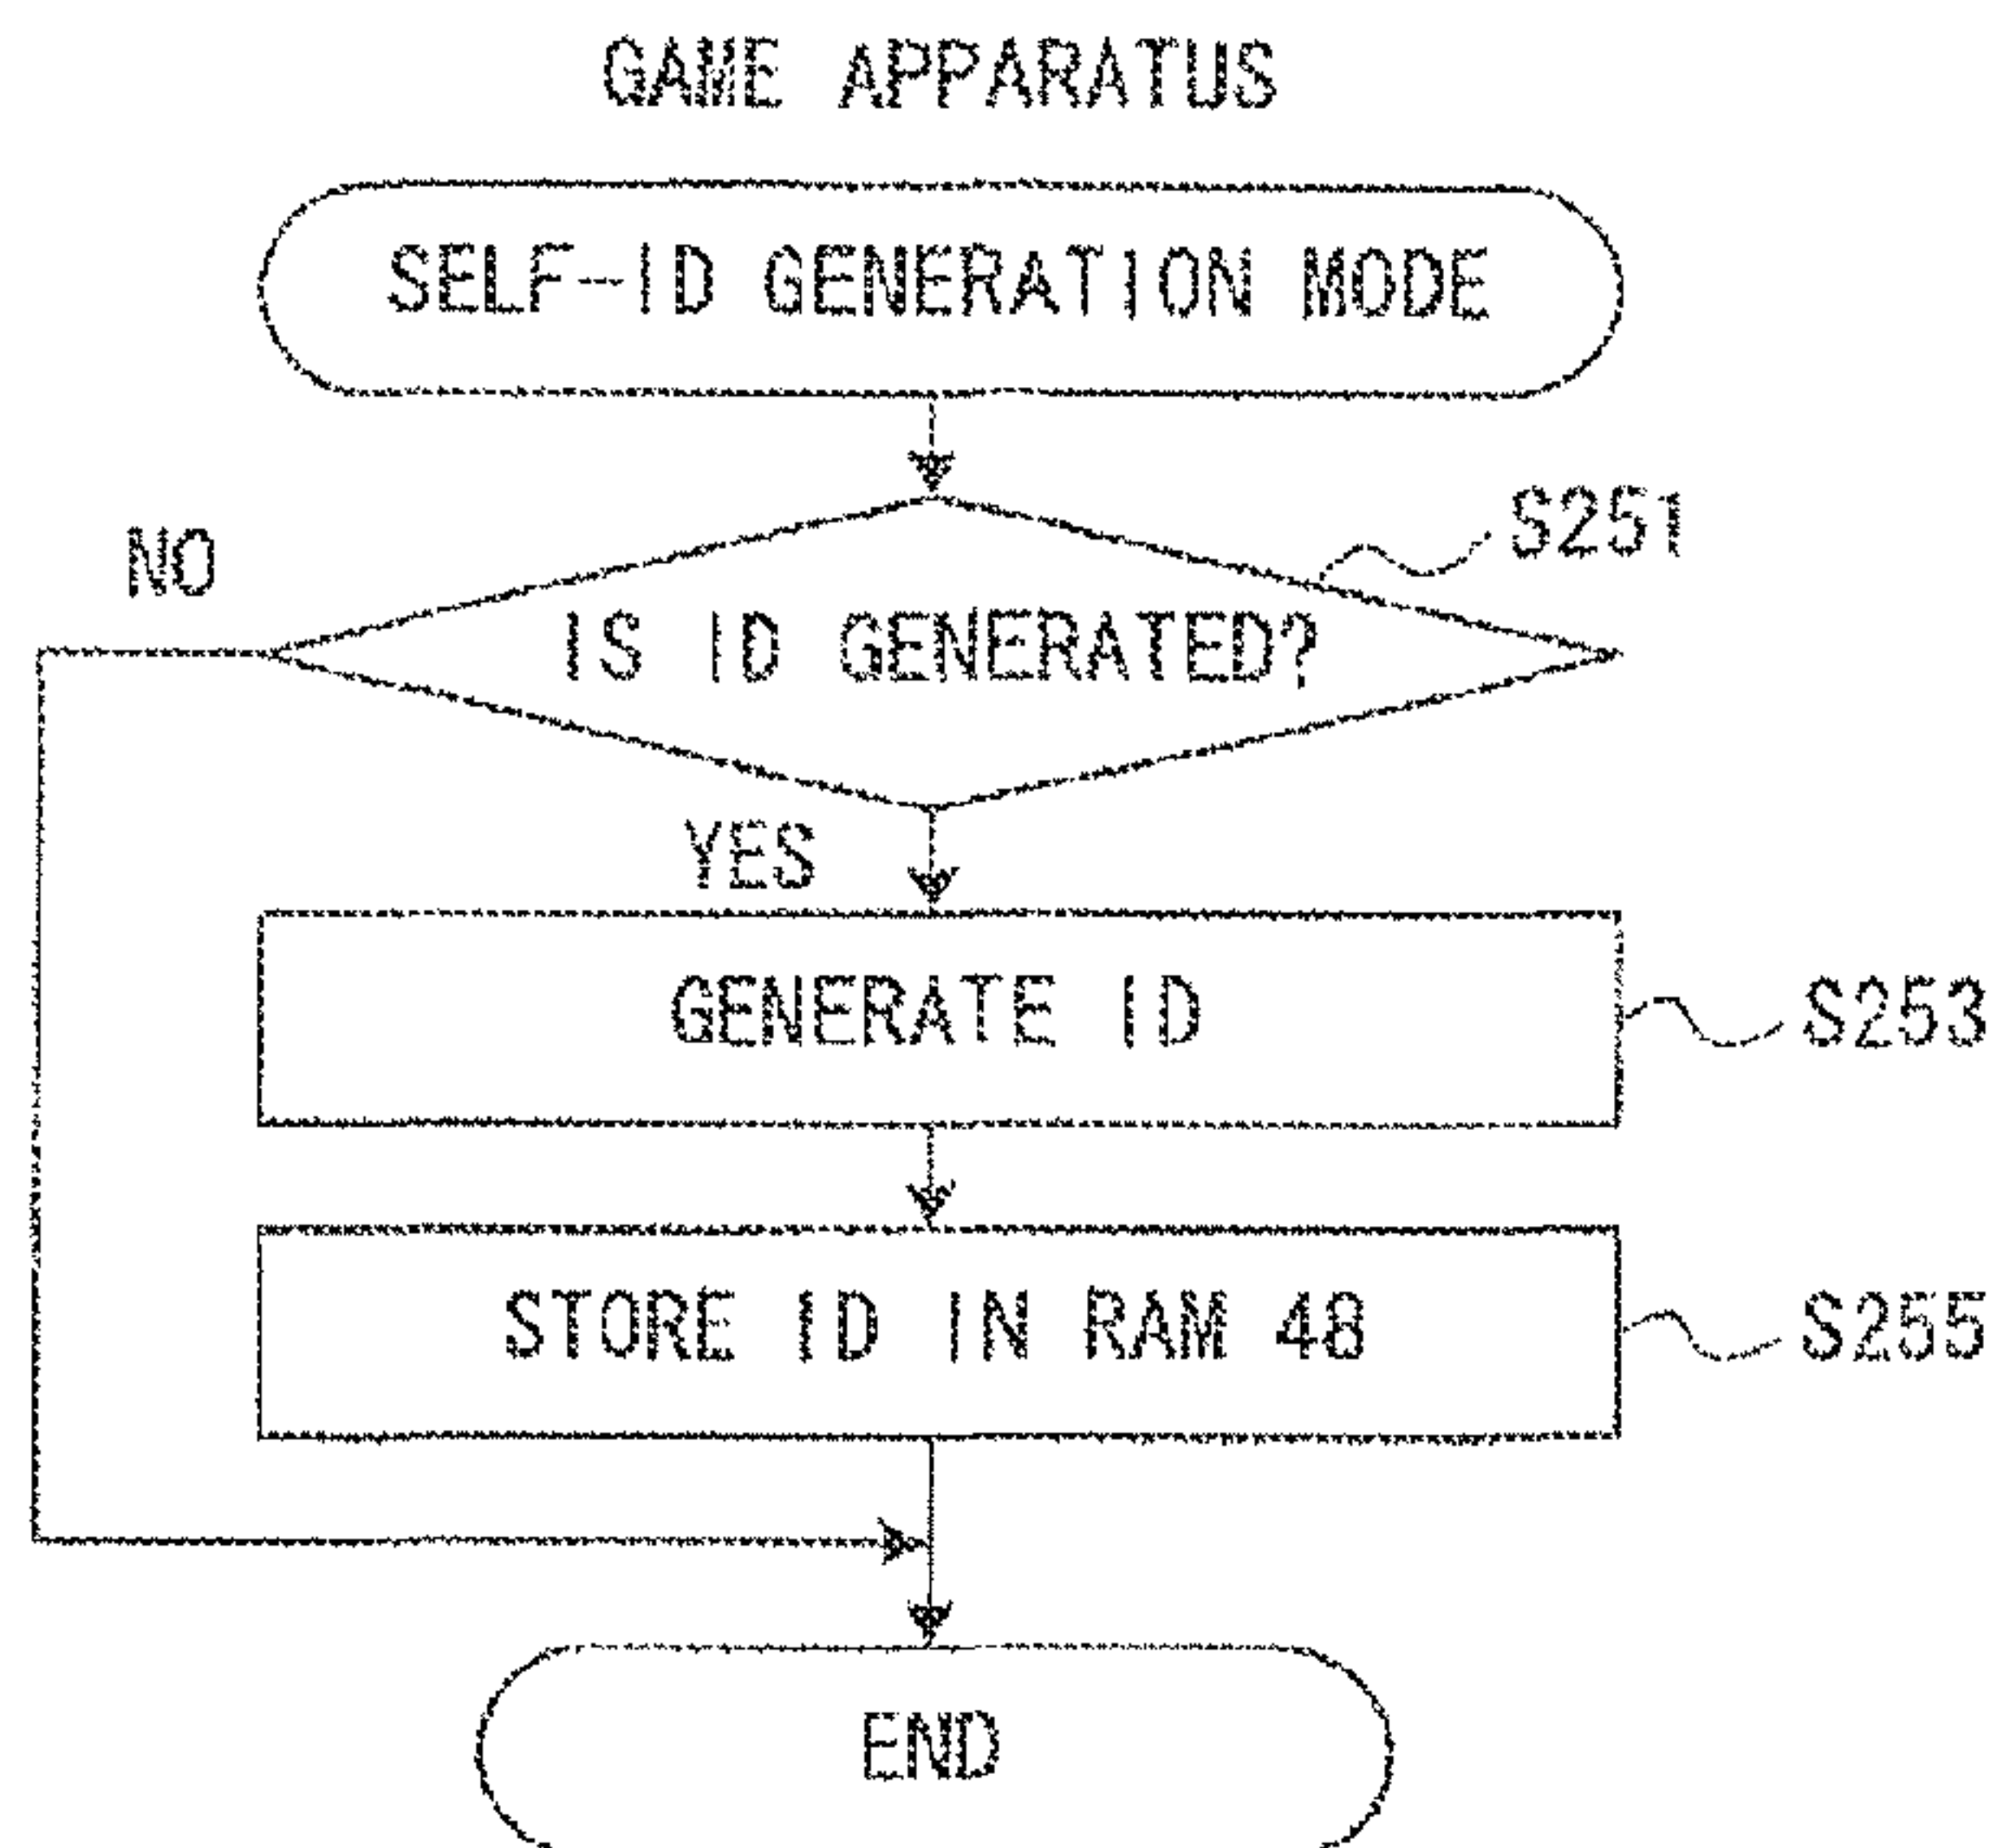 GAME APPARATUS
SELF-ID GENERATION MODE
S251
NO
IS ID GENERATED?
YES
GENERATE ID
S253
STORE ID IN RAM 48
S255
END